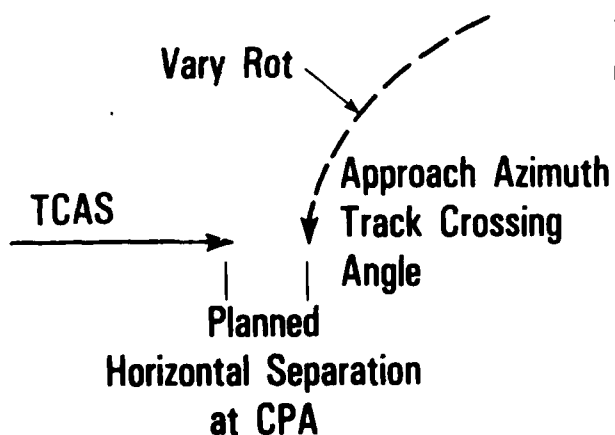 Vary Rot
Approach Azimuth
Track Crossing
Angle
TCAS
Planned
Horizontal Separation
at CPA